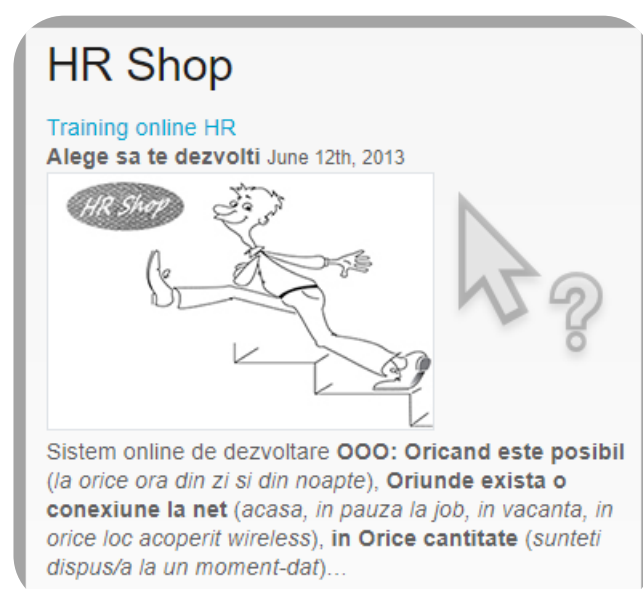 HR Shop
Training online HR
Alege sa te dezvolti June 12th, 2013
HR Shop
?
Sistem online de dezvoltare OOO: Oricand este posibil
(la orice ora din zi si din noapte), Oriunde exista o
conexiune la net (acasa, in pauza la job, in vacanta, in
orice loc acoperit wireless), in Orice cantitate (sunteti
dispus/a la un moment-dat)...